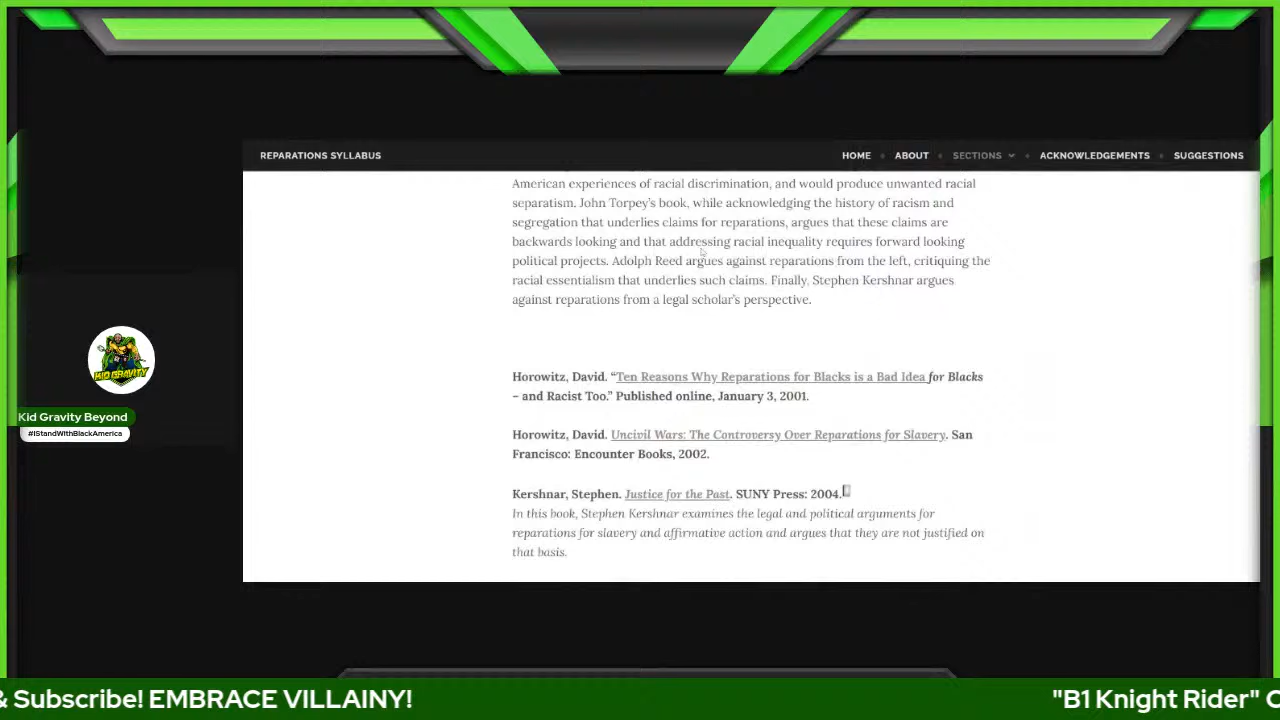 REPARATIONS SYLLABUS
HOME ABOUT SECTIONS ACKNOWLEDGEMENTS SUGGESTIONS
American experiences of racial discrimination, and would produce unwanted racial
separatism. John Torpey’s book, while acknowledging the history of racism and
segregation that underlies claims for reparations, argues that these claims are
backwards looking and that addressing racial inequality requires forward looking
political projects. Adolph Reed argues against reparations from the left, critiquing the
racial essentialism that underlies such claims. Finally, Stephen Kershnar argues
against reparations from a legal scholar’s perspective.
Horowitz, David. “Ten Reasons Why Reparations for Blacks is a Bad Idea for Blacks
– and Racist Too.” Published online, January 3, 2001.
Horowitz, David. Uncivil Wars: The Controversy Over Reparations for Slavery. San
Francisco: Encounter Books, 2002.
Kershnar, Stephen. Justice for the Past. SUNY Press: 2004.
In this book, Stephen Kershnar examines the legal and political arguments for
reparations for slavery and affirmative action and argues that they are not justified on
that basis.
KID GRAVITY
Kid Gravity Beyond
#IStandWithBlackAmerica
& Subscribe! EMBRACE VILLAINY! "B1 Knight Rider" C